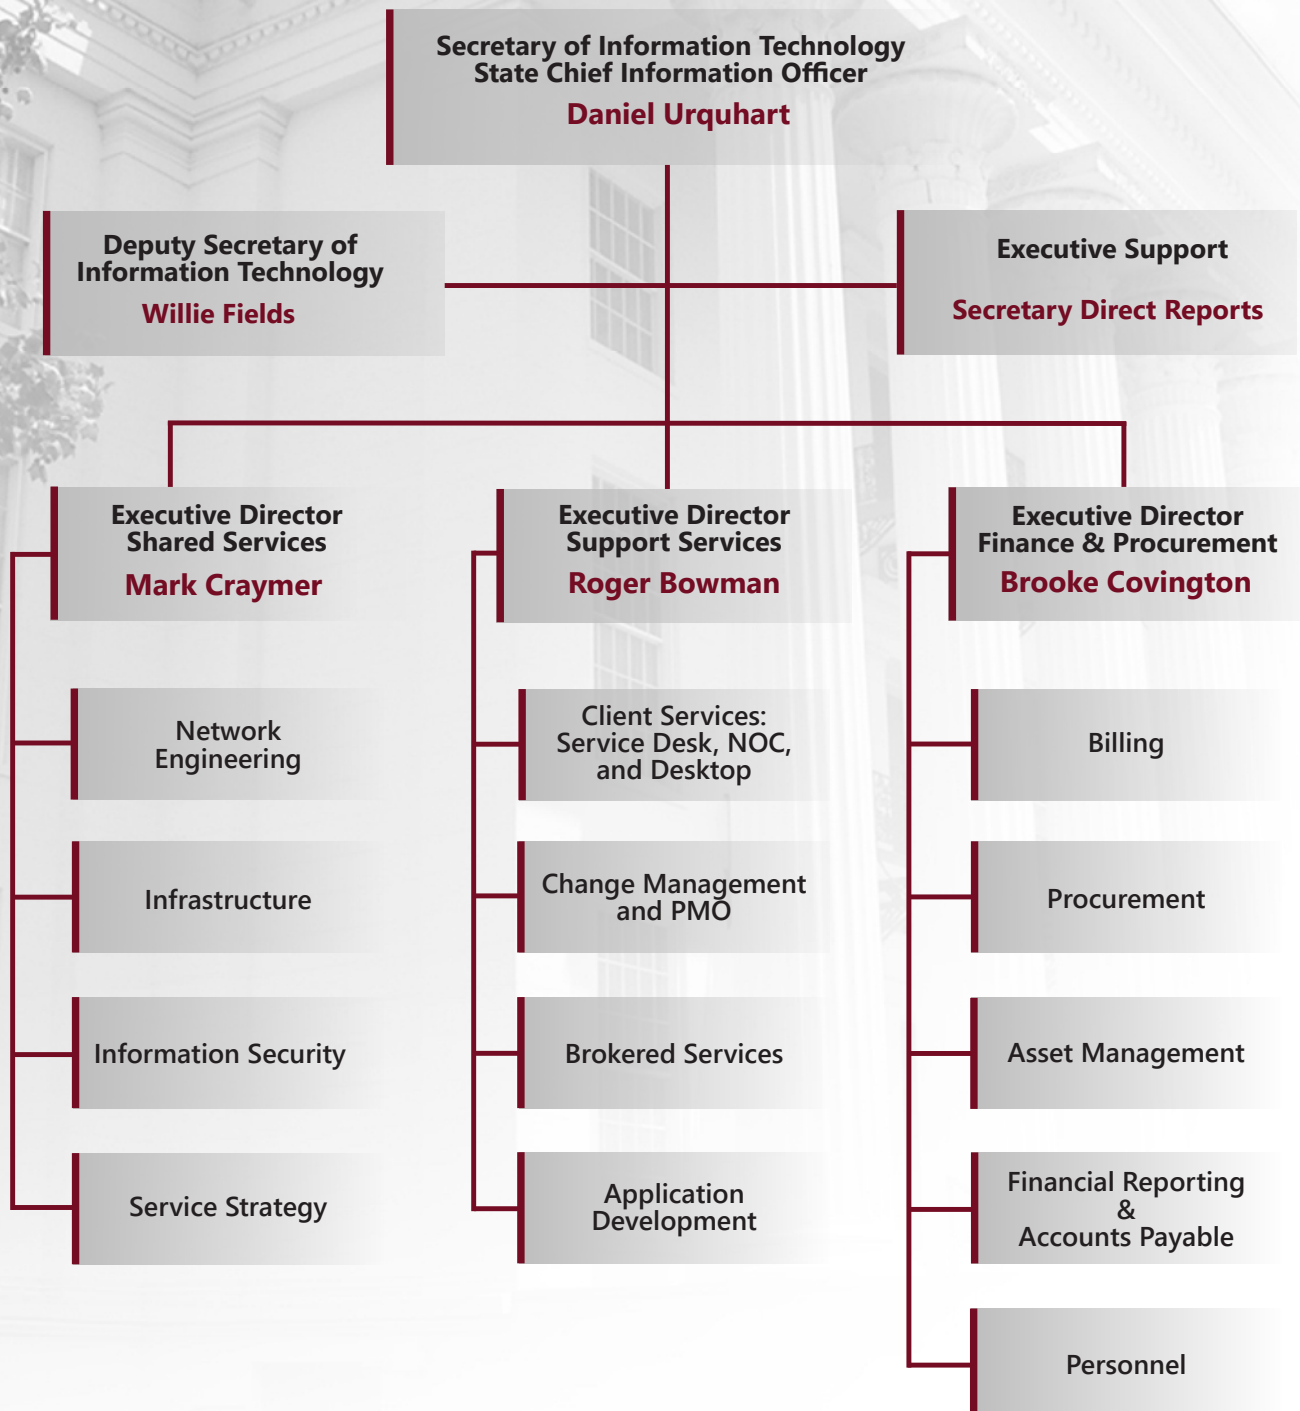 Secretary of Information Technology
State Chief Information Officer
Daniel Urquhart
Deputy Secretary of
Information Technology
Willie Fields
Executive Support
Secretary Direct Reports
Executive Director
Shared Services
Mark Craymer
Executive Director
Support Services
Roger Bowman
Executive Director
Finance & Procurement
Brooke Covington
Network
Engineering
Infrastructure
Information Security
Service Strategy
Client Services:
Service Desk, NOC,
and Desktop
Change Management
and PMO
Brokered Services
Application
Development
Billing
Procurement
Asset Management
Financial Reporting
&
Accounts Payable
Personnel